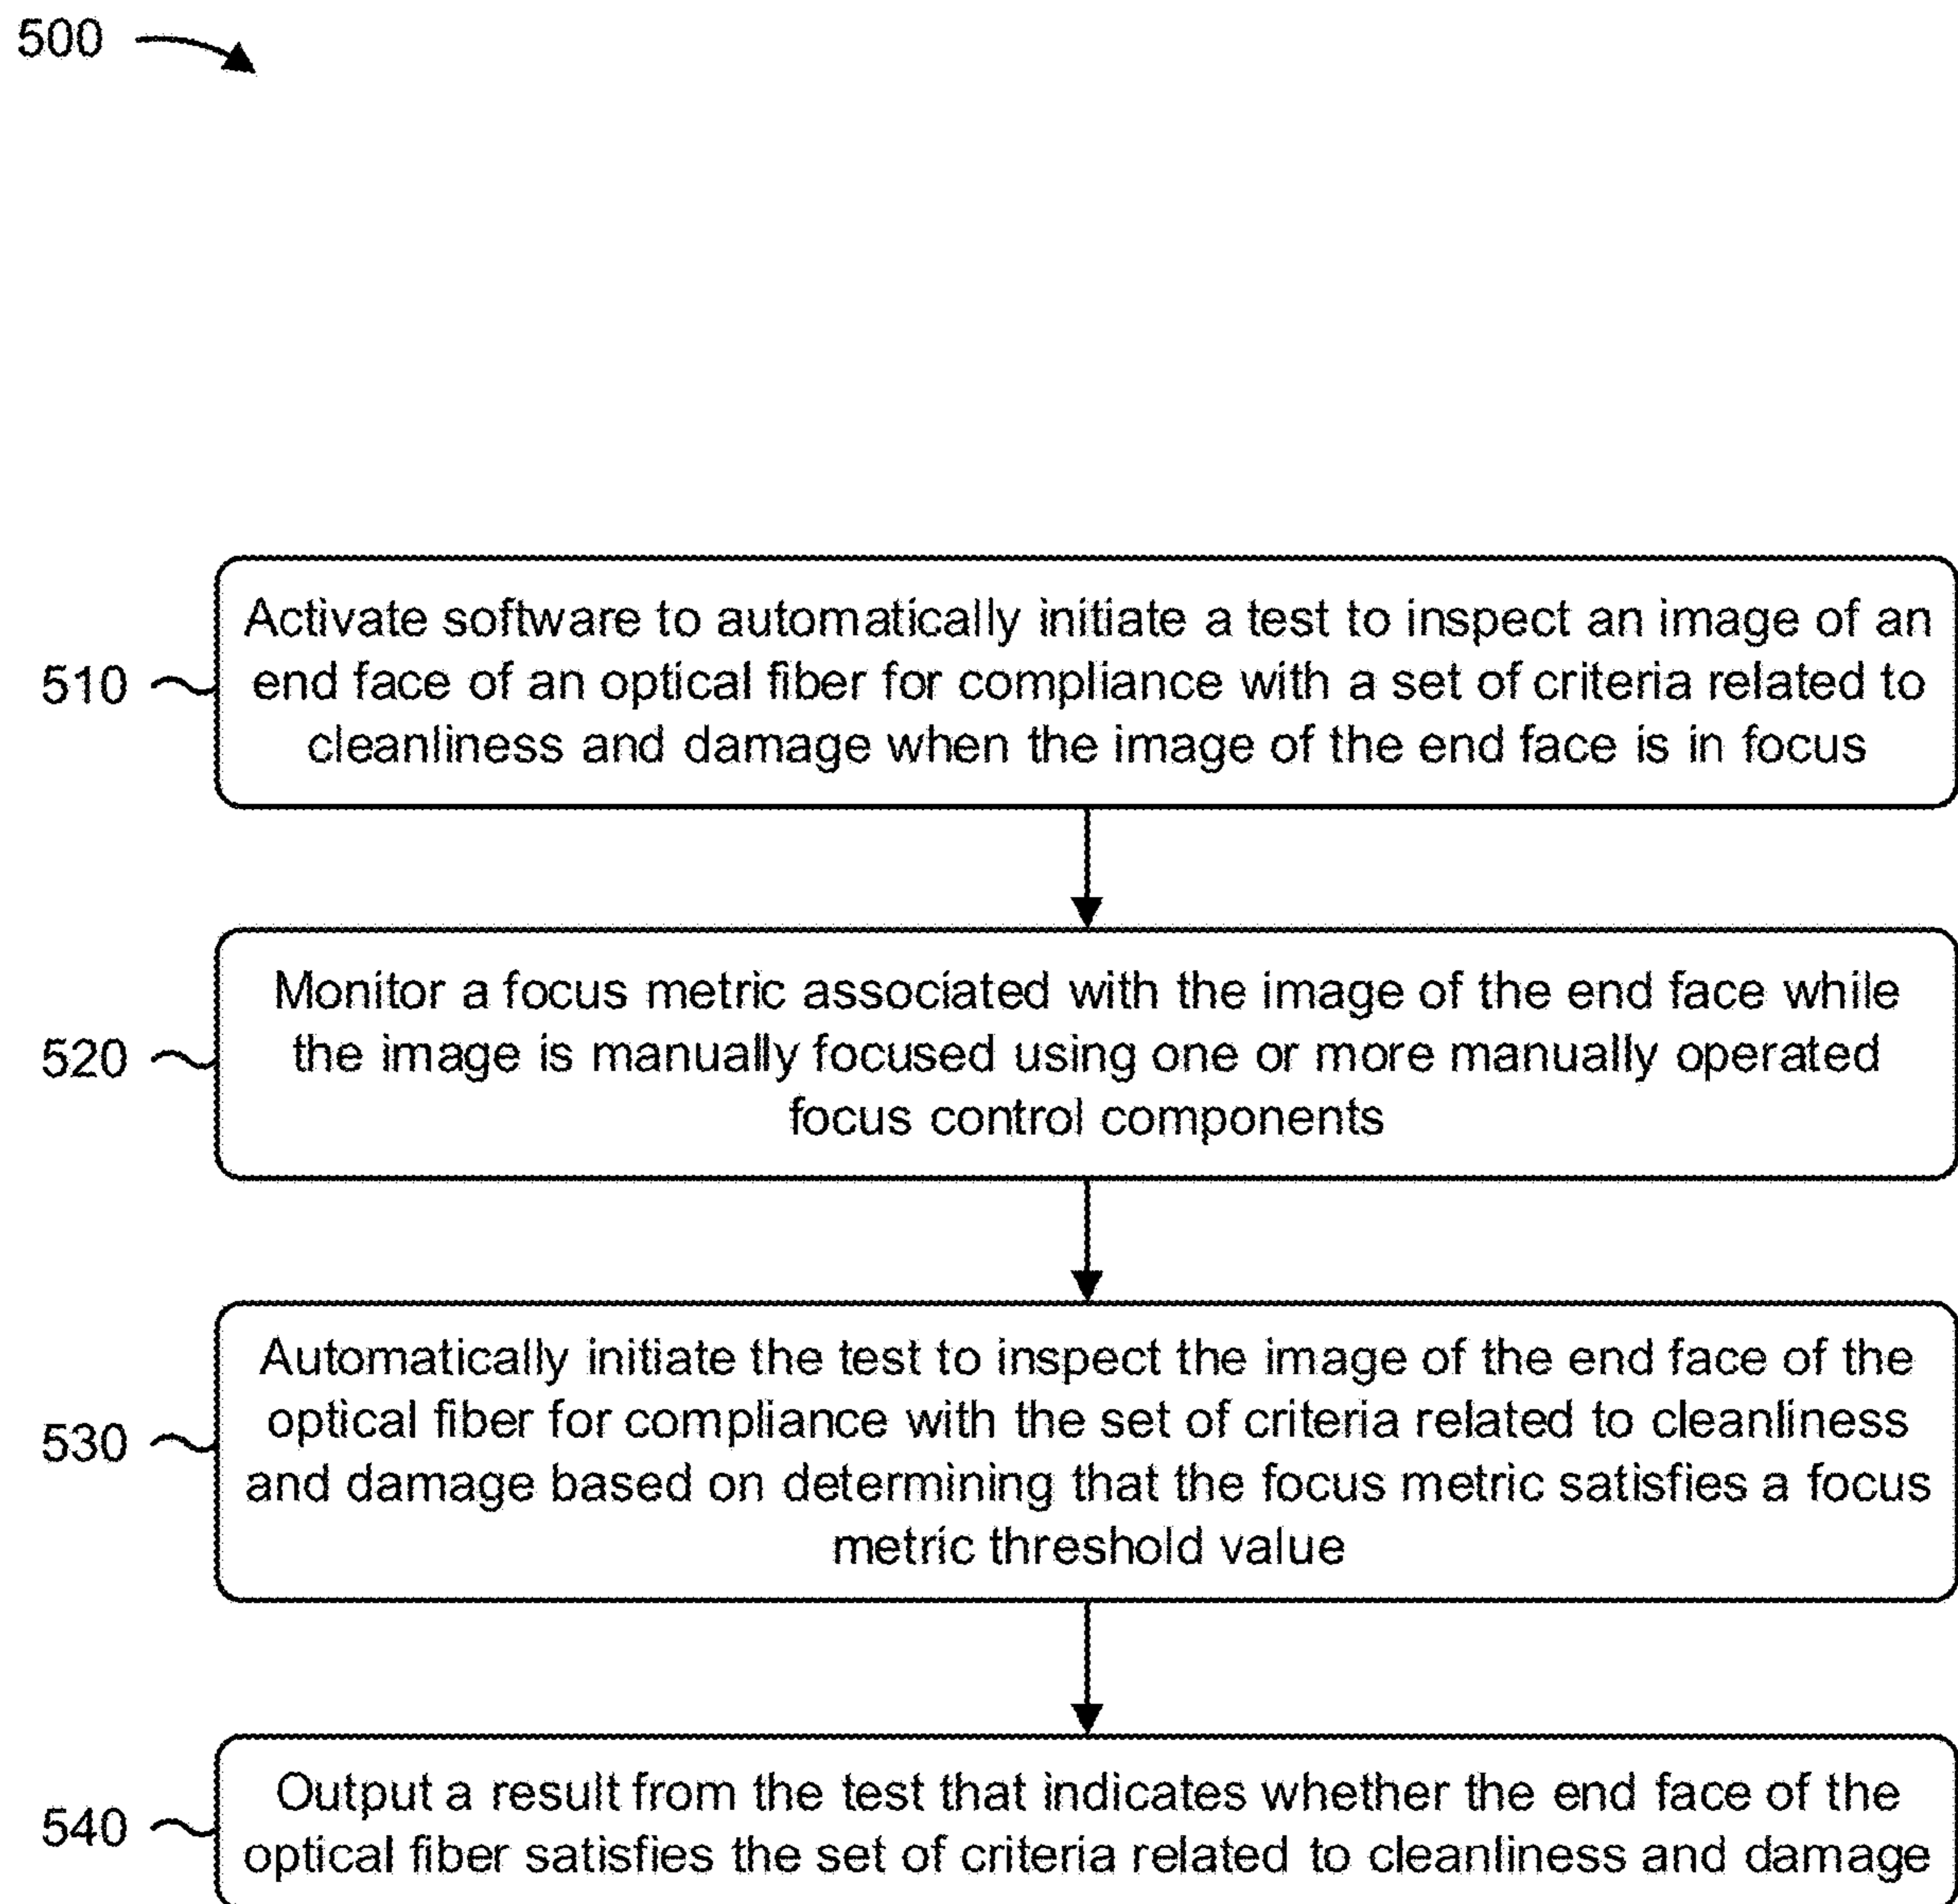 500
Activate software to automatically initiate a test to inspect an image of an
end face of an optical fiber for compliance with a set of criteria related to
cleanliness and damage when the image of the end face is in focus
510
Monitor a focus metric associated with the image of the end face while
the image is manually focused using one or more manually operated
focus control components
520
Automatically initiate the test to inspect the image of the end face of the
optical fiber for compliance with the set of criteria related to cleanliness
and damage based on determining that the focus metric satisfies a focus
metric threshold value
530
Output a result from the test that indicates whether the end face of the
optical fiber satisfies the set of criteria related to cleanliness and damage
540